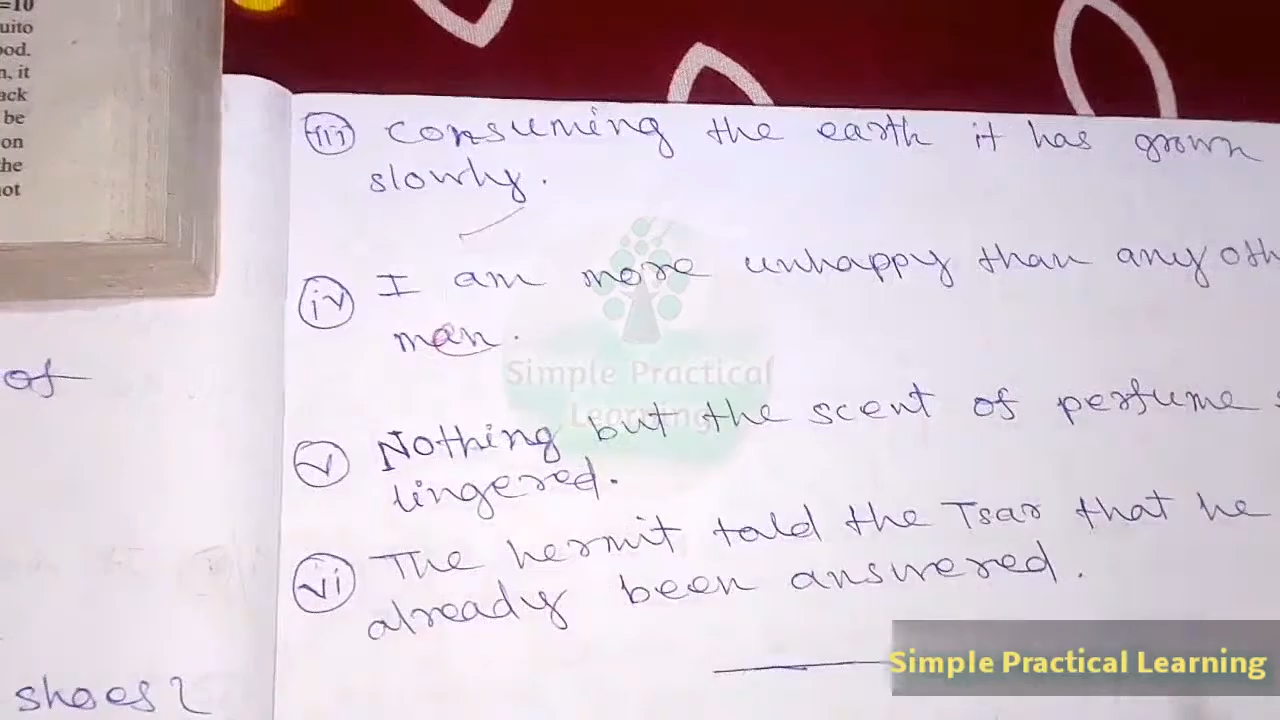 =10
uito
ood.
n, it
ack
be
on
the
not
of
shoes?
(iii) Consuming the earth it has grown
slowly.
(iv) I am more unhappy than any oth
man.
(v) Nothing but the scent of perfume s
lingered.
(vi) The hermit told the Tsar that he
already been answered.
Simple Practical
Learning
Simple Practical Learning